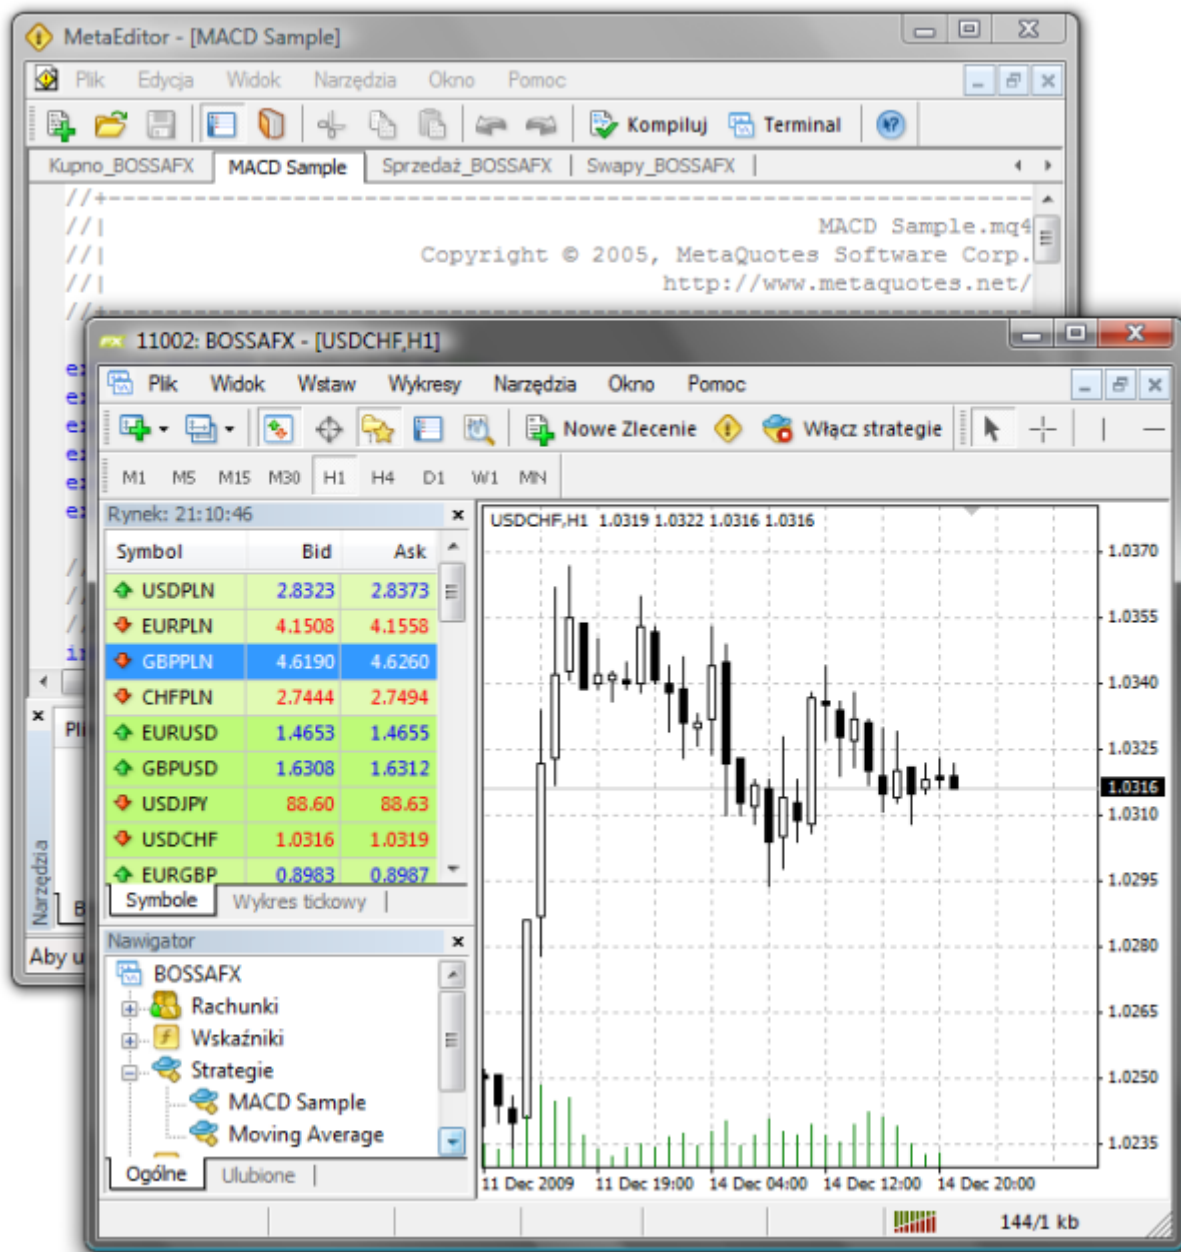 MetaEditor - [MACD Sample]
Plik Edycja Widok Narzędzia Okno Pomoc
Kompiluj Terminal
Kupno_BOSSAFX MACD Sample Sprzedaż_BOSSAFX Swapy_BOSSAFX
//+------------------------------------------------------------------
//| MACD Sample.mq4
//| Copyright © 2005, MetaQuotes Software Corp.
//| http://www.metaquotes.net/
//+------------------------------------------------------------------
11002: BOSSAFX - [USDCHF,H1]
Plik Widok Wstaw Wykresy Narzędzia Okno Pomoc
Nowe Zlecenie Włącz strategie
M1 M5 M15 M30 H1 H4 D1 W1 MN
Rynek: 21:10:46
Symbol Bid Ask
USDPLN 2.8323 2.8373
EURPLN 4.1508 4.1558
GBPPLN 4.6190 4.6260
CHFPLN 2.7444 2.7494
EURUSD 1.4653 1.4655
GBPUSD 1.6308 1.6312
USDJPY 88.60 88.63
USDCHF 1.0316 1.0319
EURGBP 0.8983 0.8987
Symbole Wykres tickowy
Nawigator
BOSSAFX
Rachunki
Wskaźniki
Strategie
MACD Sample
Moving Average
Ogólne Ulubione
USDCHF,H1 1.0319 1.0322 1.0316 1.0316
1.0370
1.0355
1.0340
1.0325
1.0316
1.0310
1.0295
1.0280
1.0265
1.0250
1.0235
11 Dec 2009 11 Dec 19:00 14 Dec 04:00 14 Dec 12:00 14 Dec 20:00
144/1 kb
Narzędzia
Aby u